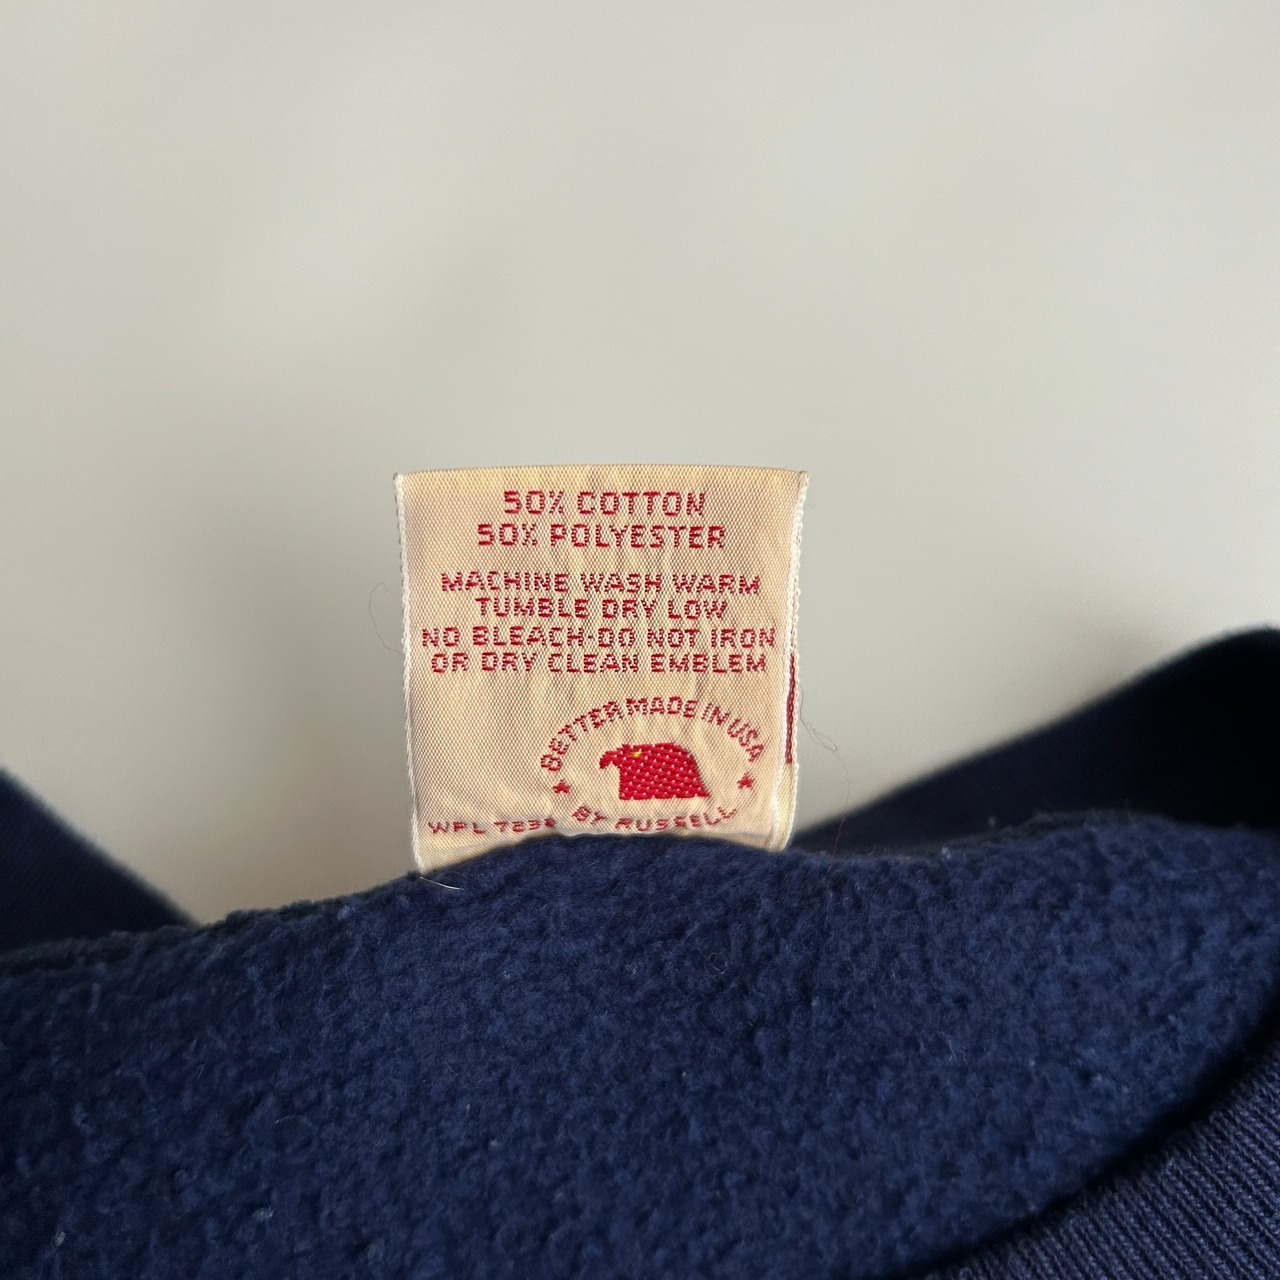 50% COTTON
50% POLYESTER
MACHINE WASH WARM
TUMBLE DRY LOW
NO BLEACH-DO NOT IRON
OR DRY CLEAN EMBLEM
BETTER MADE IN USA
WPL
BY RUSSELL